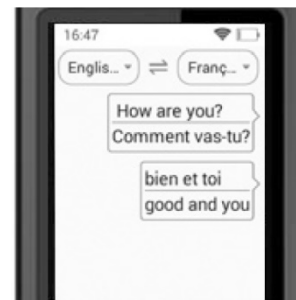 16:47
Englis... Franç...
How are you?
Comment vas-tu?
bien et toi
good and you